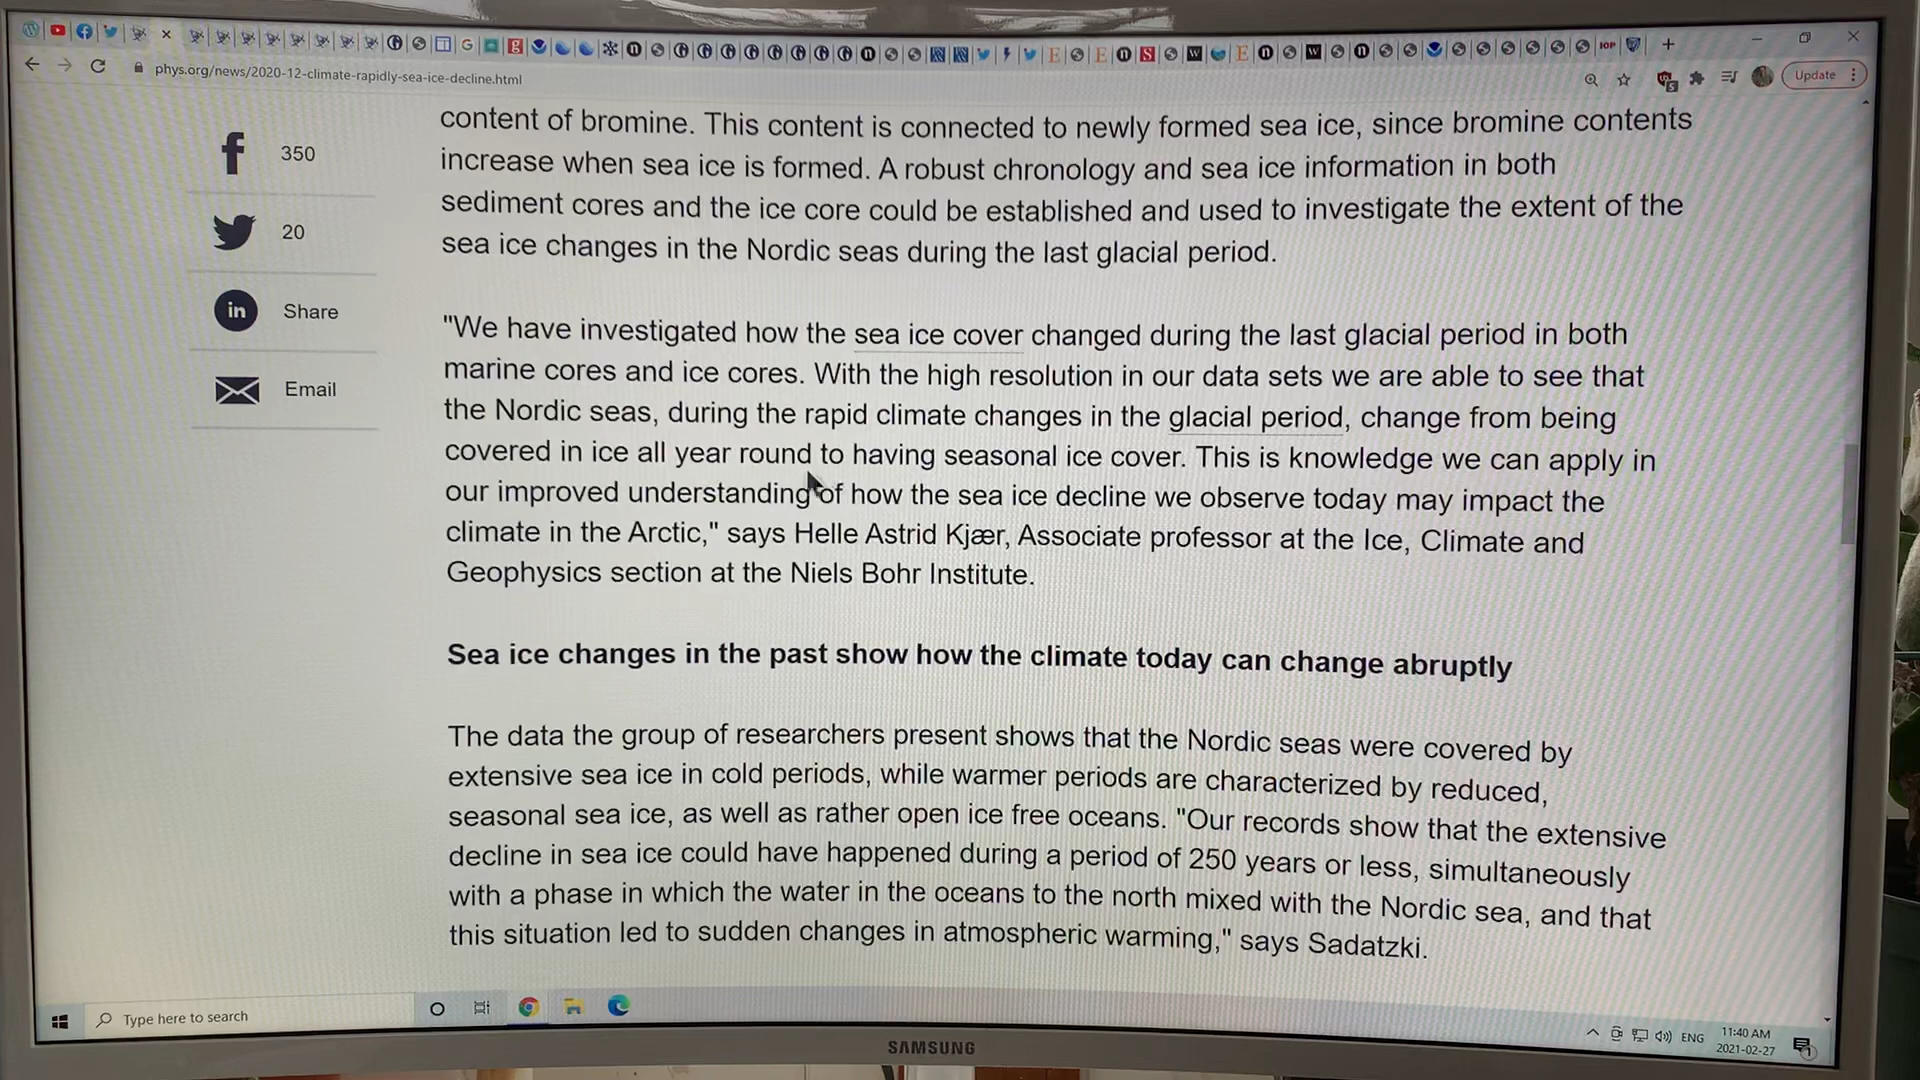 phys.org/news/2020-12-climate-rapidly-sea-ice-decline.html
Update
350
20
Share
Email
content of bromine. This content is connected to newly formed sea ice, since bromine contents
increase when sea ice is formed. A robust chronology and sea ice information in both
sediment cores and the ice core could be established and used to investigate the extent of the
sea ice changes in the Nordic seas during the last glacial period.
"We have investigated how the sea ice cover changed during the last glacial period in both
marine cores and ice cores. With the high resolution in our data sets we are able to see that
the Nordic seas, during the rapid climate changes in the glacial period, change from being
covered in ice all year round to having seasonal ice cover. This is knowledge we can apply in
our improved understanding of how the sea ice decline we observe today may impact the
climate in the Arctic," says Helle Astrid Kjær, Associate professor at the Ice, Climate and
Geophysics section at the Niels Bohr Institute.
Sea ice changes in the past show how the climate today can change abruptly
The data the group of researchers present shows that the Nordic seas were covered by
extensive sea ice in cold periods, while warmer periods are characterized by reduced,
seasonal sea ice, as well as rather open ice free oceans. "Our records show that the extensive
decline in sea ice could have happened during a period of 250 years or less, simultaneously
with a phase in which the water in the oceans to the north mixed with the Nordic sea, and that
this situation led to sudden changes in atmospheric warming," says Sadatzki.
Type here to search
ENG
11:40 AM
2021-02-27
SAMSUNG